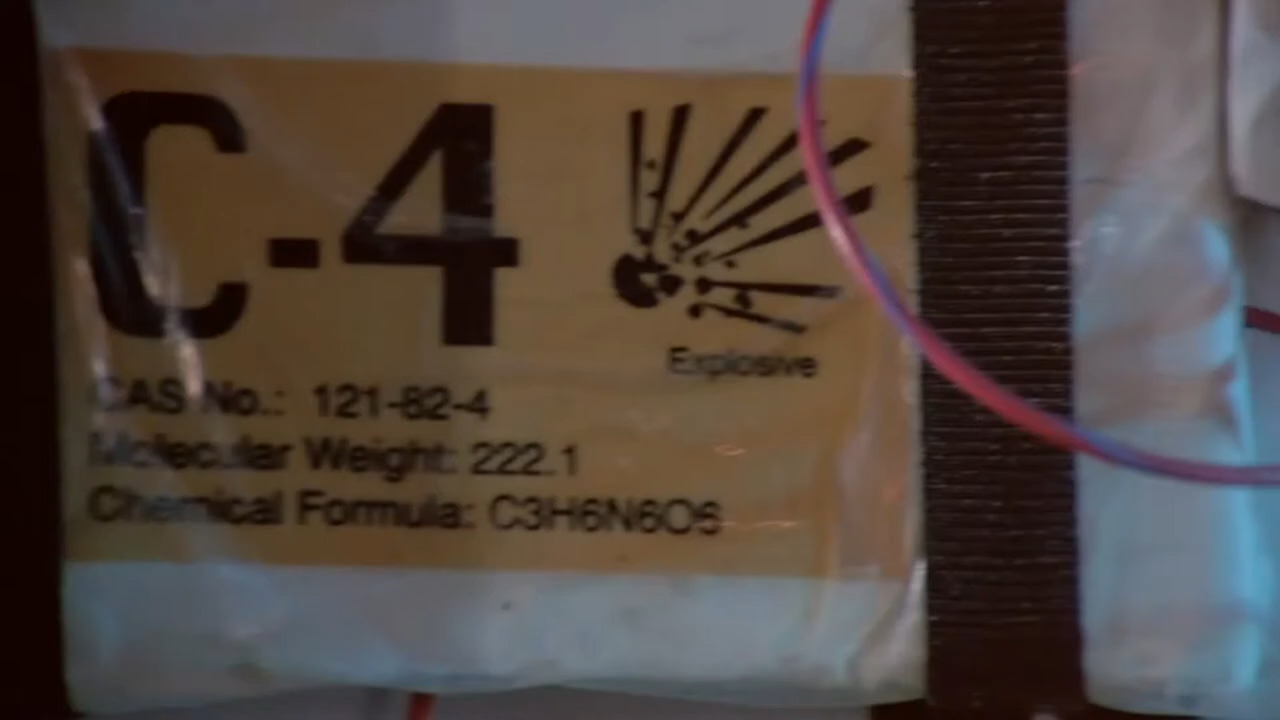 C-4
Explosive
CAS No.: 121-82-4
Molecular Weight: 222.1
Chemical Formula: C3H6N6O6